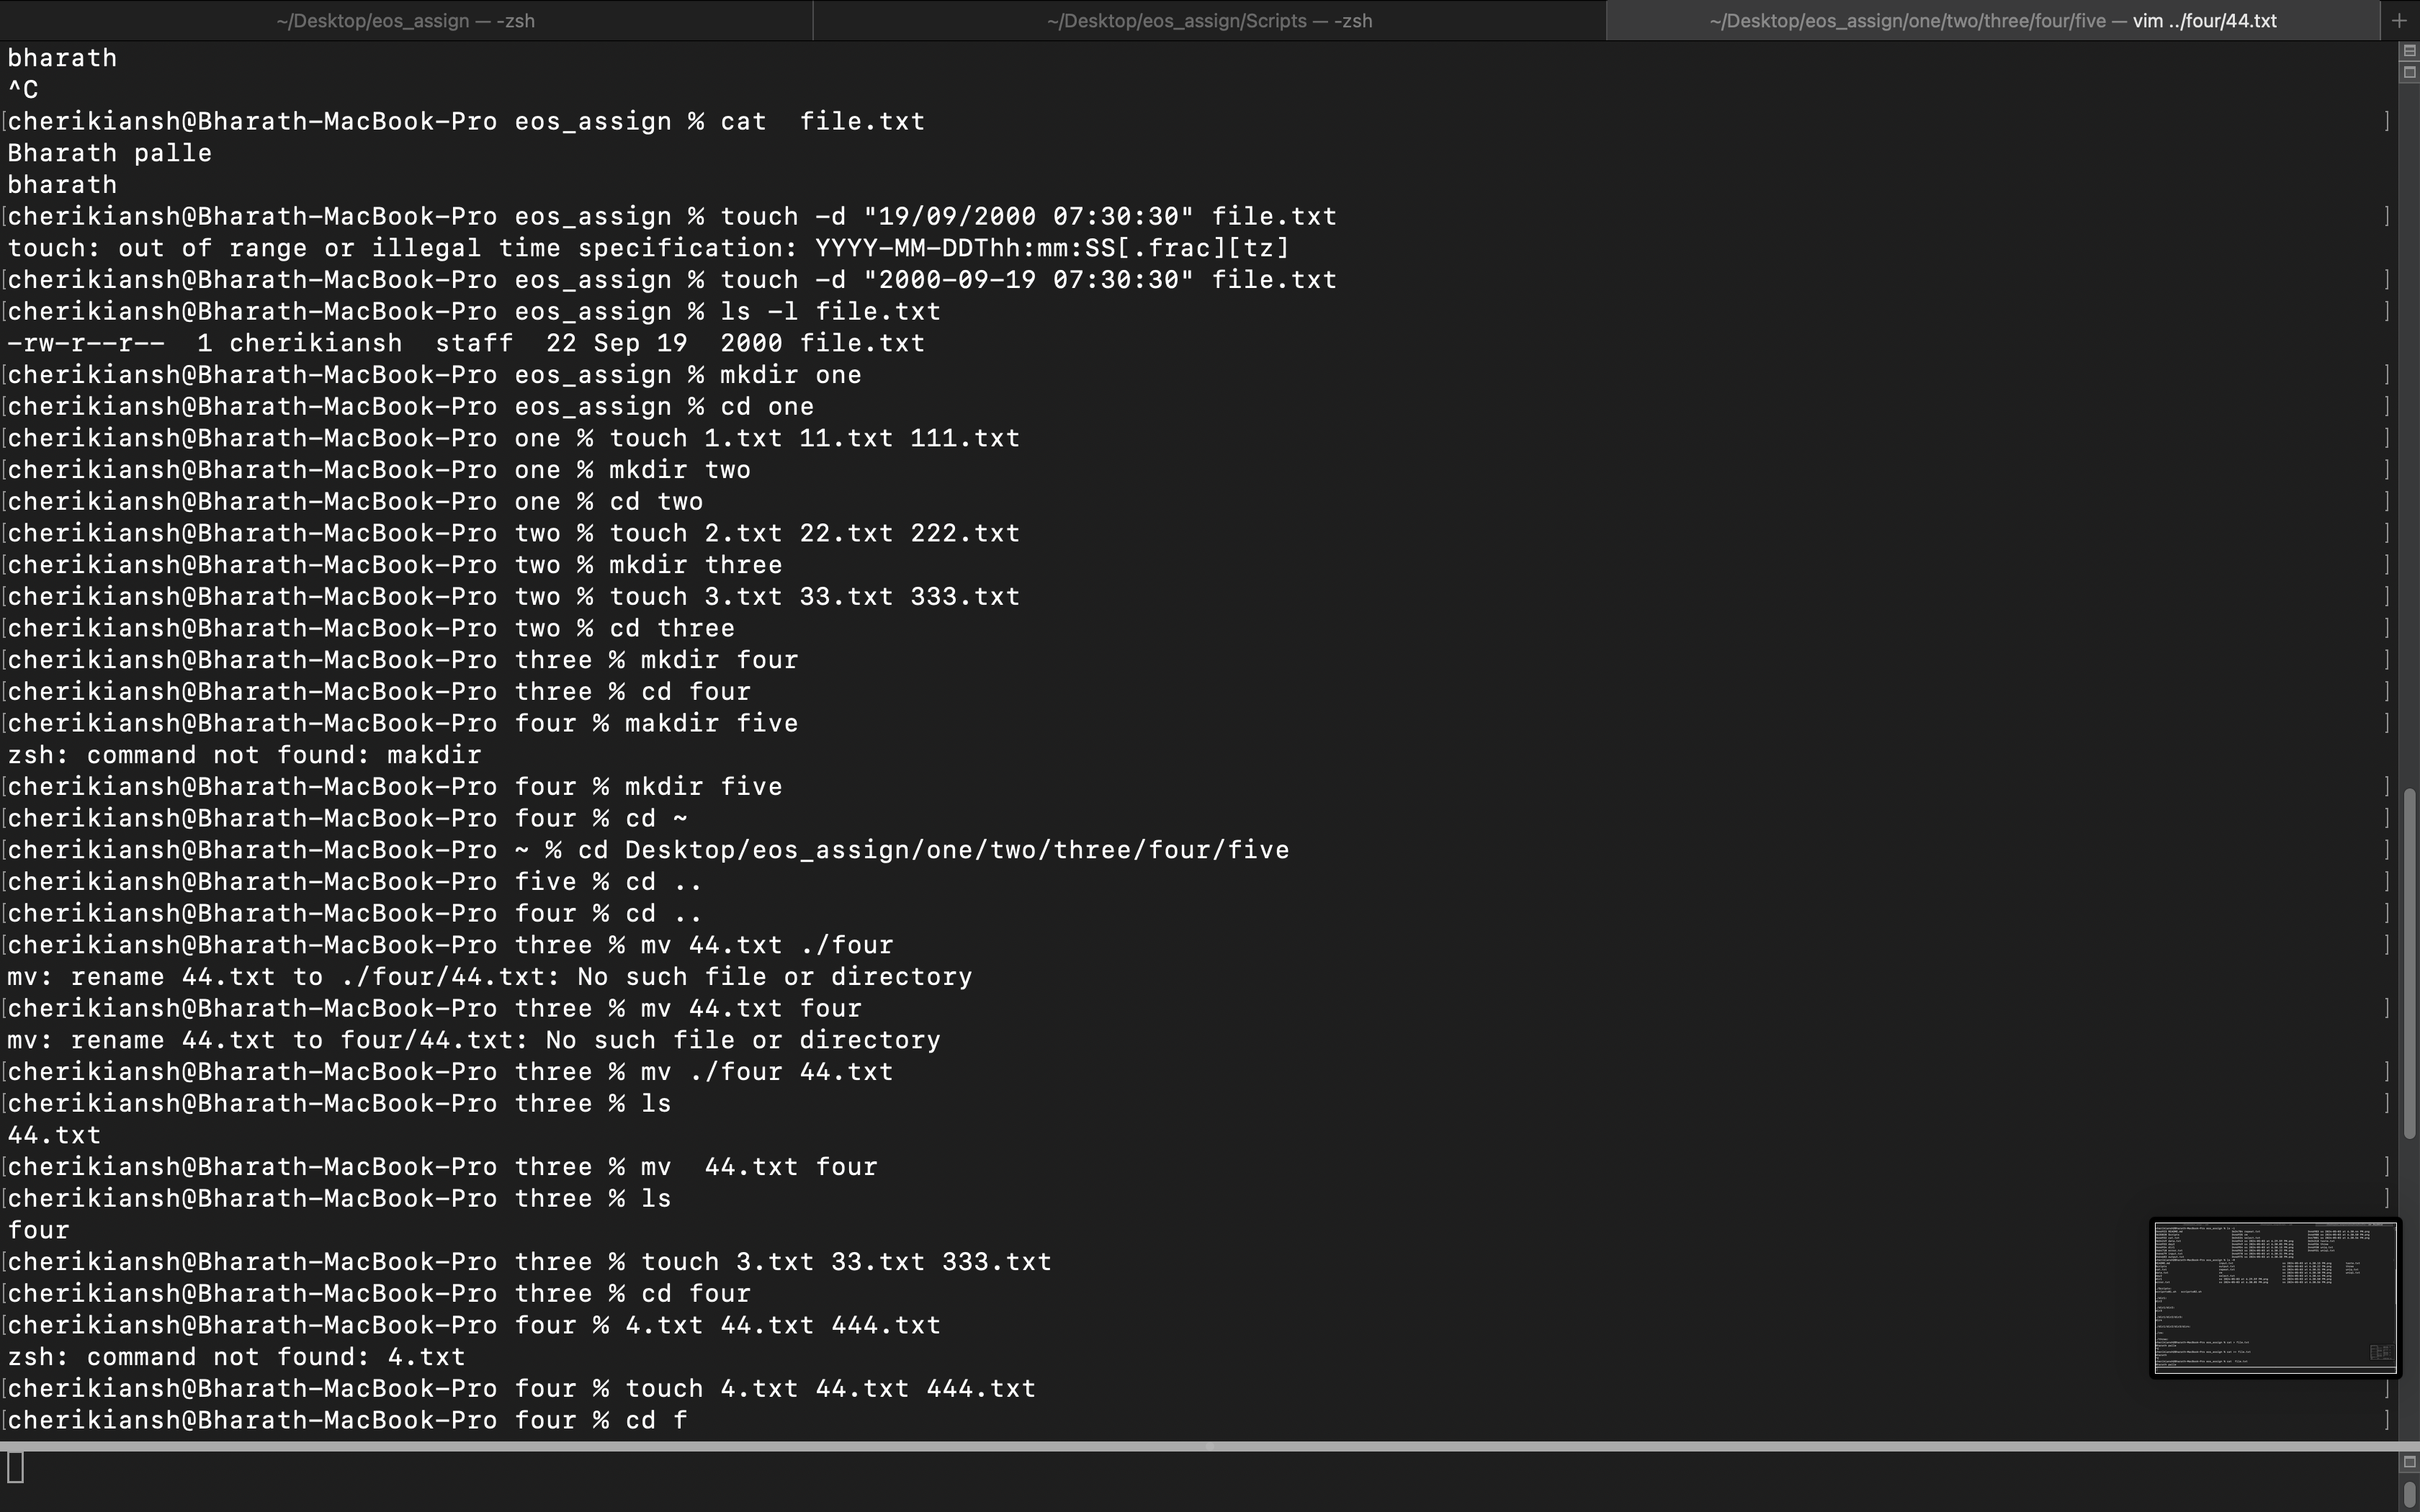 ~/Desktop/eos_assign — -zsh
~/Desktop/eos_assign/Scripts — -zsh
~/Desktop/eos_assign/one/two/three/four/five — vim ../four/44.txt
bharath
^C
[cherikiansh@Bharath-MacBook-Pro eos_assign % cat  file.txt ]
Bharath palle
bharath
[cherikiansh@Bharath-MacBook-Pro eos_assign % touch -d "19/09/2000 07:30:30" file.txt ]
touch: out of range or illegal time specification: YYYY-MM-DDThh:mm:SS[.frac][tz]
[cherikiansh@Bharath-MacBook-Pro eos_assign % touch -d "2000-09-19 07:30:30" file.txt ]
[cherikiansh@Bharath-MacBook-Pro eos_assign % ls -l file.txt ]
-rw-r--r--  1 cherikiansh  staff  22 Sep 19  2000 file.txt
[cherikiansh@Bharath-MacBook-Pro eos_assign % mkdir one ]
[cherikiansh@Bharath-MacBook-Pro eos_assign % cd one ]
[cherikiansh@Bharath-MacBook-Pro one % touch 1.txt 11.txt 111.txt ]
[cherikiansh@Bharath-MacBook-Pro one % mkdir two ]
[cherikiansh@Bharath-MacBook-Pro one % cd two ]
[cherikiansh@Bharath-MacBook-Pro two % touch 2.txt 22.txt 222.txt ]
[cherikiansh@Bharath-MacBook-Pro two % mkdir three ]
[cherikiansh@Bharath-MacBook-Pro two % touch 3.txt 33.txt 333.txt ]
[cherikiansh@Bharath-MacBook-Pro two % cd three ]
[cherikiansh@Bharath-MacBook-Pro three % mkdir four ]
[cherikiansh@Bharath-MacBook-Pro three % cd four ]
[cherikiansh@Bharath-MacBook-Pro four % makdir five ]
zsh: command not found: makdir
[cherikiansh@Bharath-MacBook-Pro four % mkdir five ]
[cherikiansh@Bharath-MacBook-Pro four % cd ~ ]
[cherikiansh@Bharath-MacBook-Pro ~ % cd Desktop/eos_assign/one/two/three/four/five ]
[cherikiansh@Bharath-MacBook-Pro five % cd .. ]
[cherikiansh@Bharath-MacBook-Pro four % cd .. ]
[cherikiansh@Bharath-MacBook-Pro three % mv 44.txt ./four ]
mv: rename 44.txt to ./four/44.txt: No such file or directory
[cherikiansh@Bharath-MacBook-Pro three % mv 44.txt four ]
mv: rename 44.txt to four/44.txt: No such file or directory
[cherikiansh@Bharath-MacBook-Pro three % mv ./four 44.txt ]
[cherikiansh@Bharath-MacBook-Pro three % ls ]
44.txt
[cherikiansh@Bharath-MacBook-Pro three % mv  44.txt four ]
[cherikiansh@Bharath-MacBook-Pro three % ls ]
four
[cherikiansh@Bharath-MacBook-Pro three % touch 3.txt 33.txt 333.txt
[cherikiansh@Bharath-MacBook-Pro three % cd four
[cherikiansh@Bharath-MacBook-Pro four % 4.txt 44.txt 444.txt
zsh: command not found: 4.txt
[cherikiansh@Bharath-MacBook-Pro four % touch 4.txt 44.txt 444.txt ]
[cherikiansh@Bharath-MacBook-Pro four % cd f ]